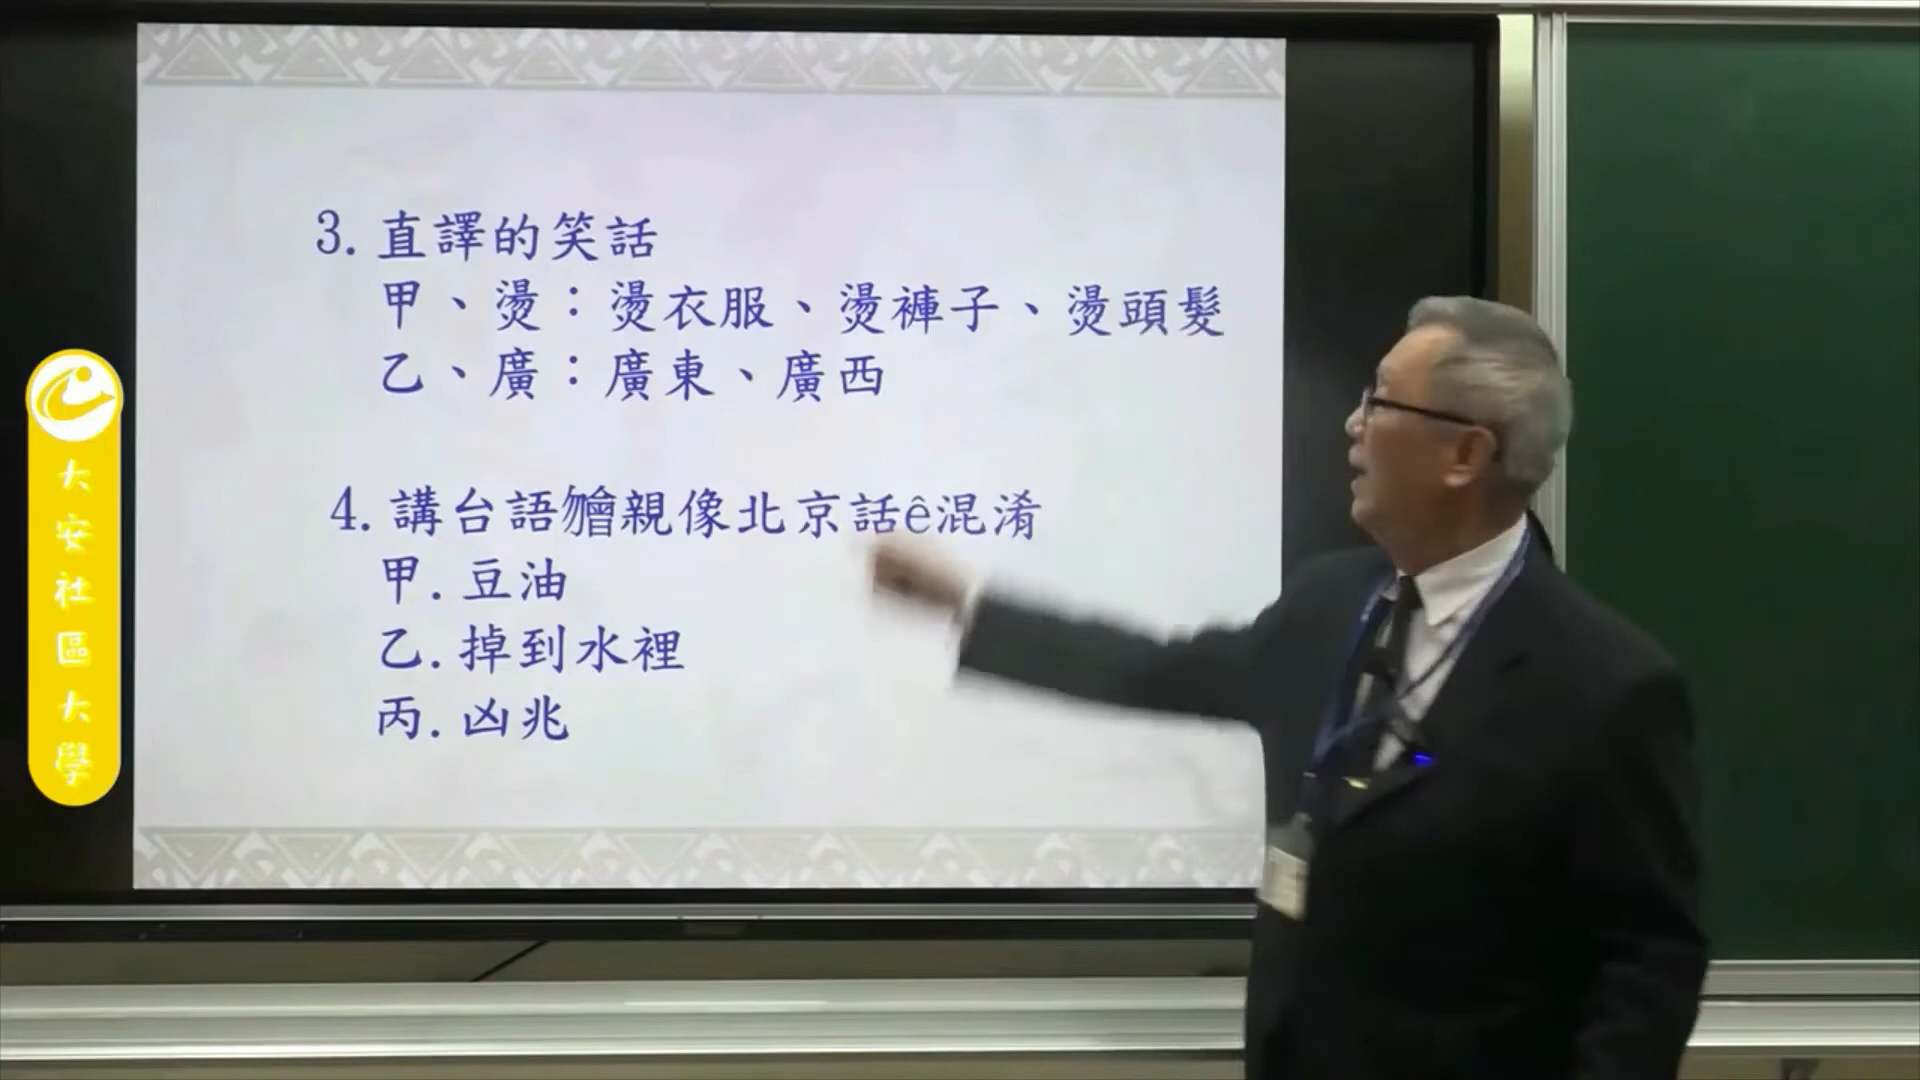 3. 直譯的笑話
甲、燙：燙衣服、燙褲子、燙頭髮
乙、廣：廣東、廣西
4. 講台語𣍐親像北京話ê混淆
甲. 豆油
乙. 掉到水裡
丙. 凶兆
大安社區大學